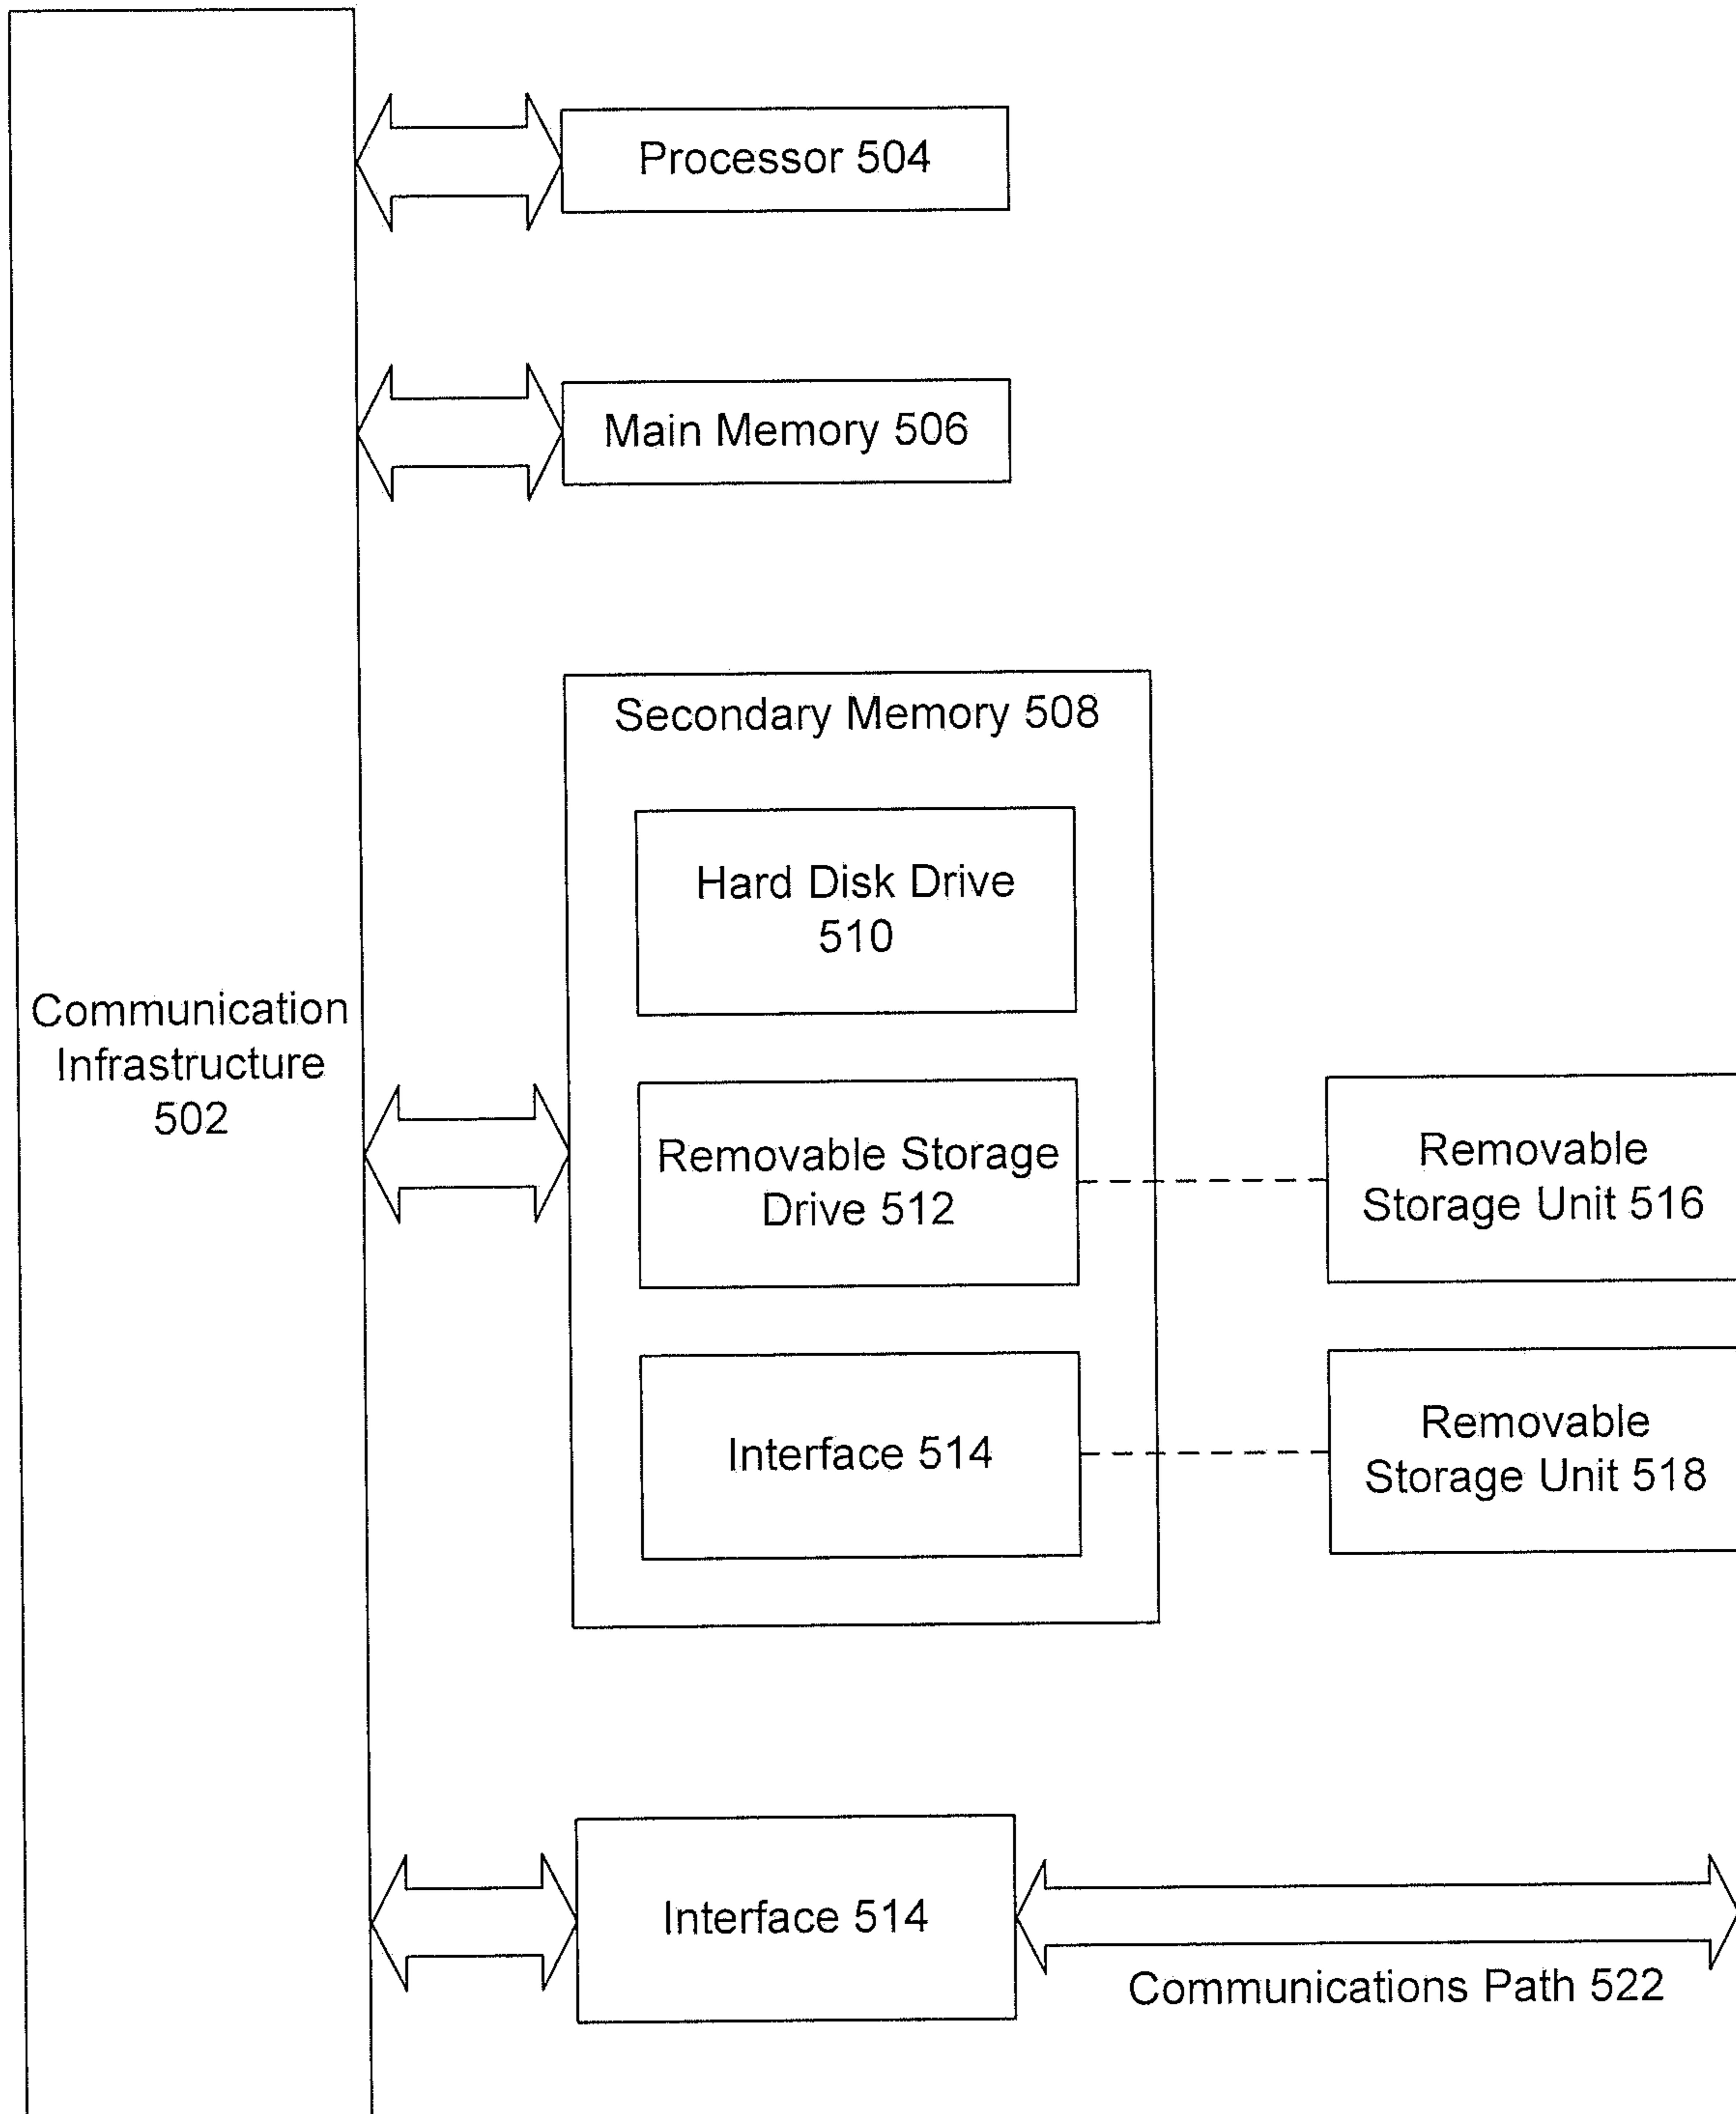 Processor 504
Main Memory 506
Secondary Memory 508
Hard Disk Drive
510
Communication
Infrastructure
502
Removable Storage
Drive 512
Removable
Storage Unit 516
Interface 514
Removable
Storage Unit 518
Interface 514
Communications Path 522